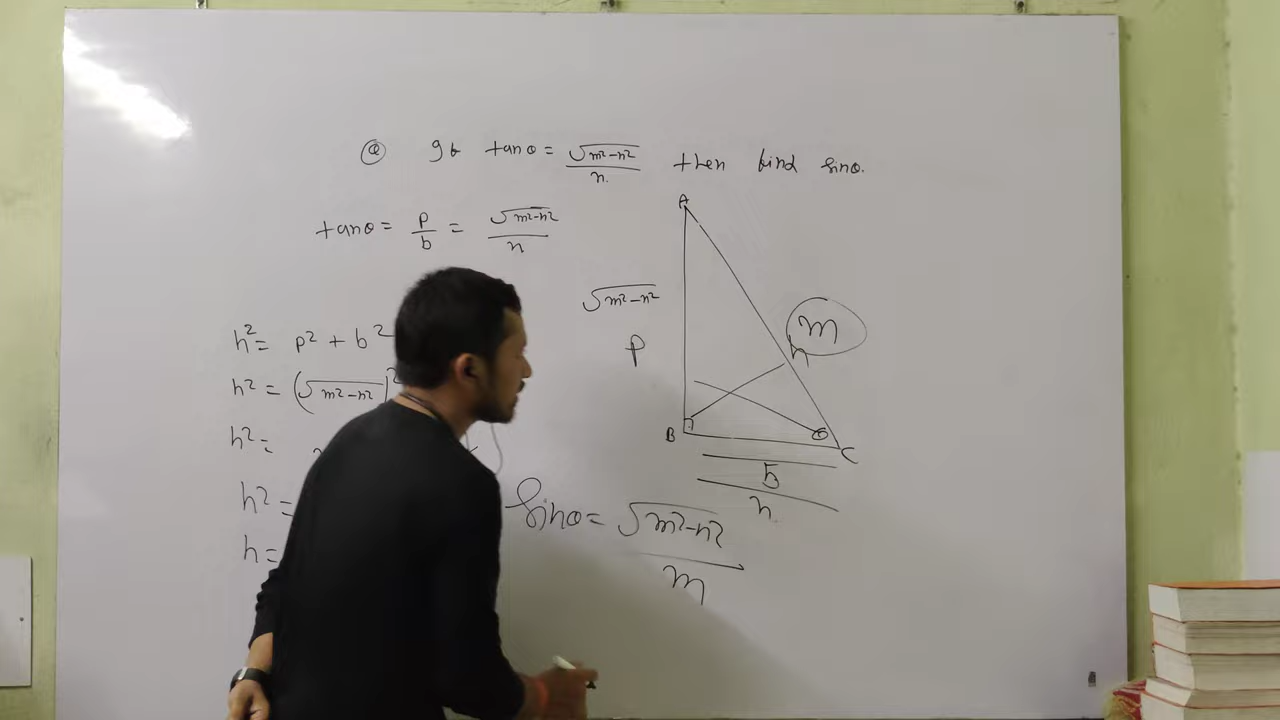 Q If tanθ = √m²-n² / n then find sinθ.
tanθ = p/b = √m²-n² / n
h² = p² + b²
h² = (√m²-n²)²
h² =
h² =
h =
A
√m²-n²
p
m
h
B
θ
C
b
n
Sinθ = √m²-n² / m